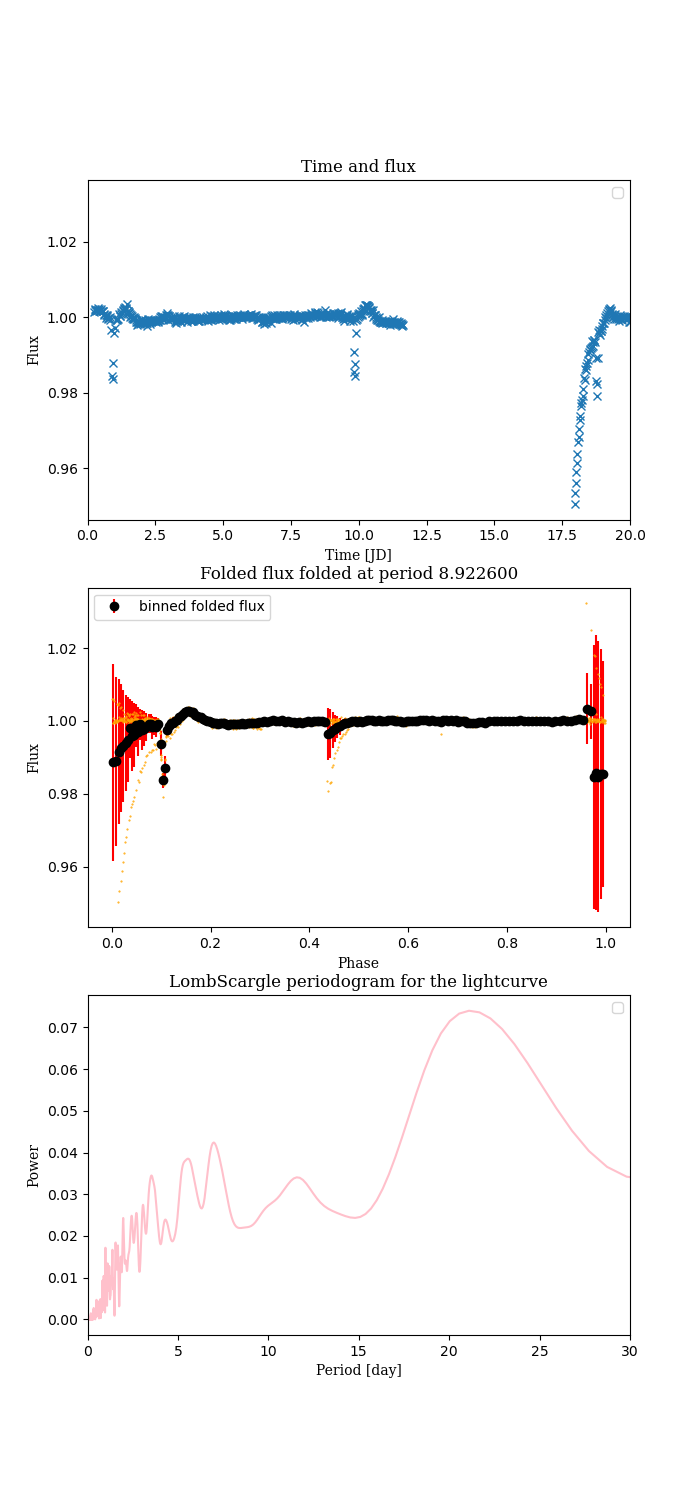 Time and flux
1.02
1.00
0.98
0.96
Flux
0.0 2.5 5.0 7.5 10.0 12.5 15.0 17.5 20.0
Time [JD]
Folded flux folded at period 8.922600
binned folded flux
1.02
1.00
0.98
0.96
Flux
0.0 0.2 0.4 0.6 0.8 1.0
Phase
LombScargle periodogram for the lightcurve
0.07
0.06
0.05
0.04
0.03
0.02
0.01
0.00
Power
0 5 10 15 20 25 30
Period [day]